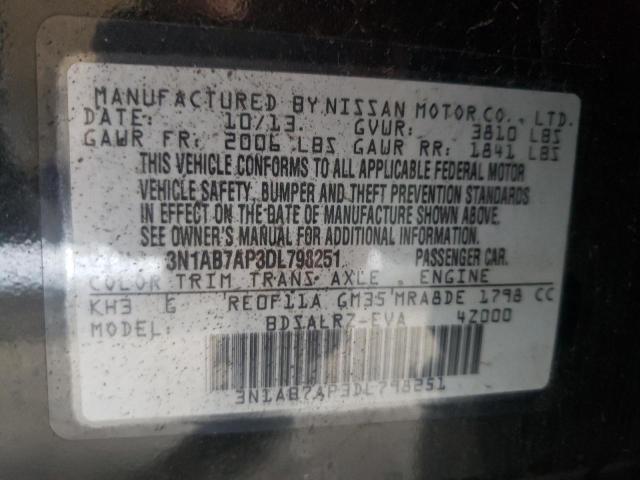 MANUFACTURED BY NISSAN MOTOR CO., LTD.
DATE: 10/13 GVWR: 3810 LBS
GAWR FR: 2006 LBS GAWR RR: 1841 LBS
THIS VEHICLE CONFORMS TO ALL APPLICABLE FEDERAL MOTOR
VEHICLE SAFETY, BUMPER AND THEFT PREVENTION STANDARDS
IN EFFECT ON THE DATE OF MANUFACTURE SHOWN ABOVE.
SEE OWNER'S MANUAL FOR ADDITIONAL INFORMATION.
3N1AB7AP3DL798251 PASSENGER CAR.
COLOR TRIM TRANS AXLE ENGINE
KH3 G RE0F11A GM35 MRA8DE 1798 CC
MODEL: BDSALRZ-EVA 4Z000
3N1AB7AP3DL798251